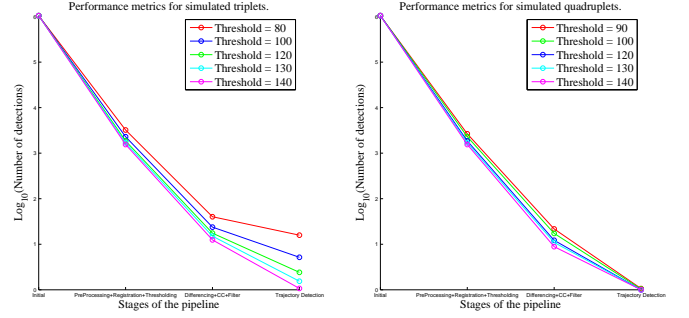 Performance metrics for simulated triplets.
Threshold = 80
Threshold = 100
Threshold = 120
Threshold = 130
Threshold = 140
6
5
4
3
2
1
0
Log10(Number of detections)
Initial
PreProcessing+Registration+Thresholding
Differencing+CC+Filter
Trajectory Detection
Stages of the pipeline
Performance metrics for simulated quadruplets.
Threshold = 90
Threshold = 100
Threshold = 120
Threshold = 130
Threshold = 140
6
5
4
3
2
1
0
Log10(Number of detections)
Initial
PreProcessing+Registration+Thresholding
Differencing+CC+Filter
Trajectory Detection
Stages of the pipeline